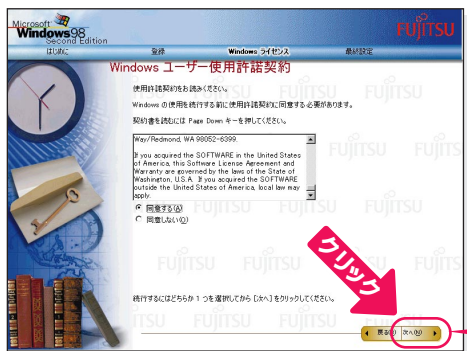 Microsoft
Windows98
Second Edition
FUJITSU
はじめに
登録
Windows ライセンス
最終設定
Windows ユーザー使用許諾契約
使用許諾契約をお読みください。
Windows の使用を続行する前に使用許諾契約に同意する必要があります。
契約書を読むには Page Down キーを押してください。
Way/Redmond, WA 98052-6399.
If you acquired the SOFTWARE in the United States
of America, this Software License Agreement and
Warranty are governed by the laws of the State of
Washington, U.S.A. If you acquired the SOFTWARE
outside the United States of America, local law may
apply.
同意する(A)
同意しない(O)
クリック
続行するにはどちらか 1 つを選択してから [次へ] をクリックしてください。
戻る(B)
次へ(N)